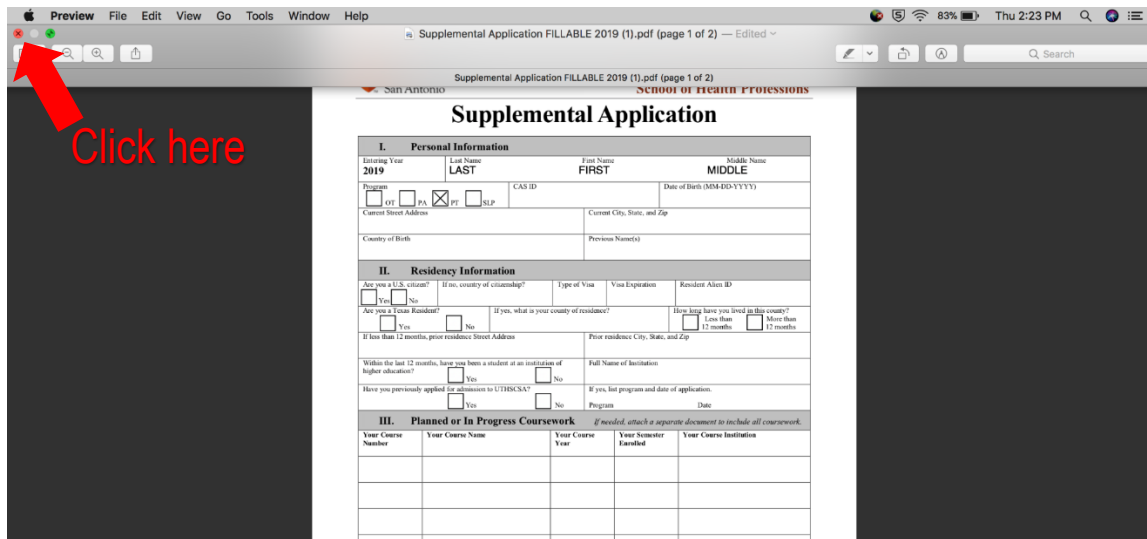 Preview File Edit View Go Tools Window Help 83% Thu 2:23 PM
Supplemental Application FILLABLE 2019 (1).pdf (page 1 of 2) — Edited
Search
Supplemental Application FILLABLE 2019 (1).pdf (page 1 of 2)
San Antonio School of Health Professions
Click here
Supplemental Application
I. Personal Information
Entering Year Last Name First Name Middle Name
2019 LAST FIRST MIDDLE
Program CAS ID Date of Birth (MM-DD-YYYY)
OT PA PT SLP
Current Street Address Current City, State, and Zip
Country of Birth Previous Name(s)
II. Residency Information
Are you a U.S. citizen? If no, country of citizenship? Type of Visa Visa Expiration Resident Alien ID
Yes No
Are you a Texas Resident? If yes, what is your county of residence? How long have you lived in this county?
Yes No Less than 12 months More than 12 months
If less than 12 months, prior residence Street Address Prior residence City, State, and Zip
Within the last 12 months, have you been a student at an institution of higher education? Full Name of Institution
Yes No
Have you previously applied for admission to UTHSCSA? If yes, list program and date of application.
Yes No Program Date
III. Planned or In Progress Coursework If needed, attach a separate document to include all coursework.
Your Course Number Your Course Name Your Course Year Your Semester Enrolled Your Course Institution